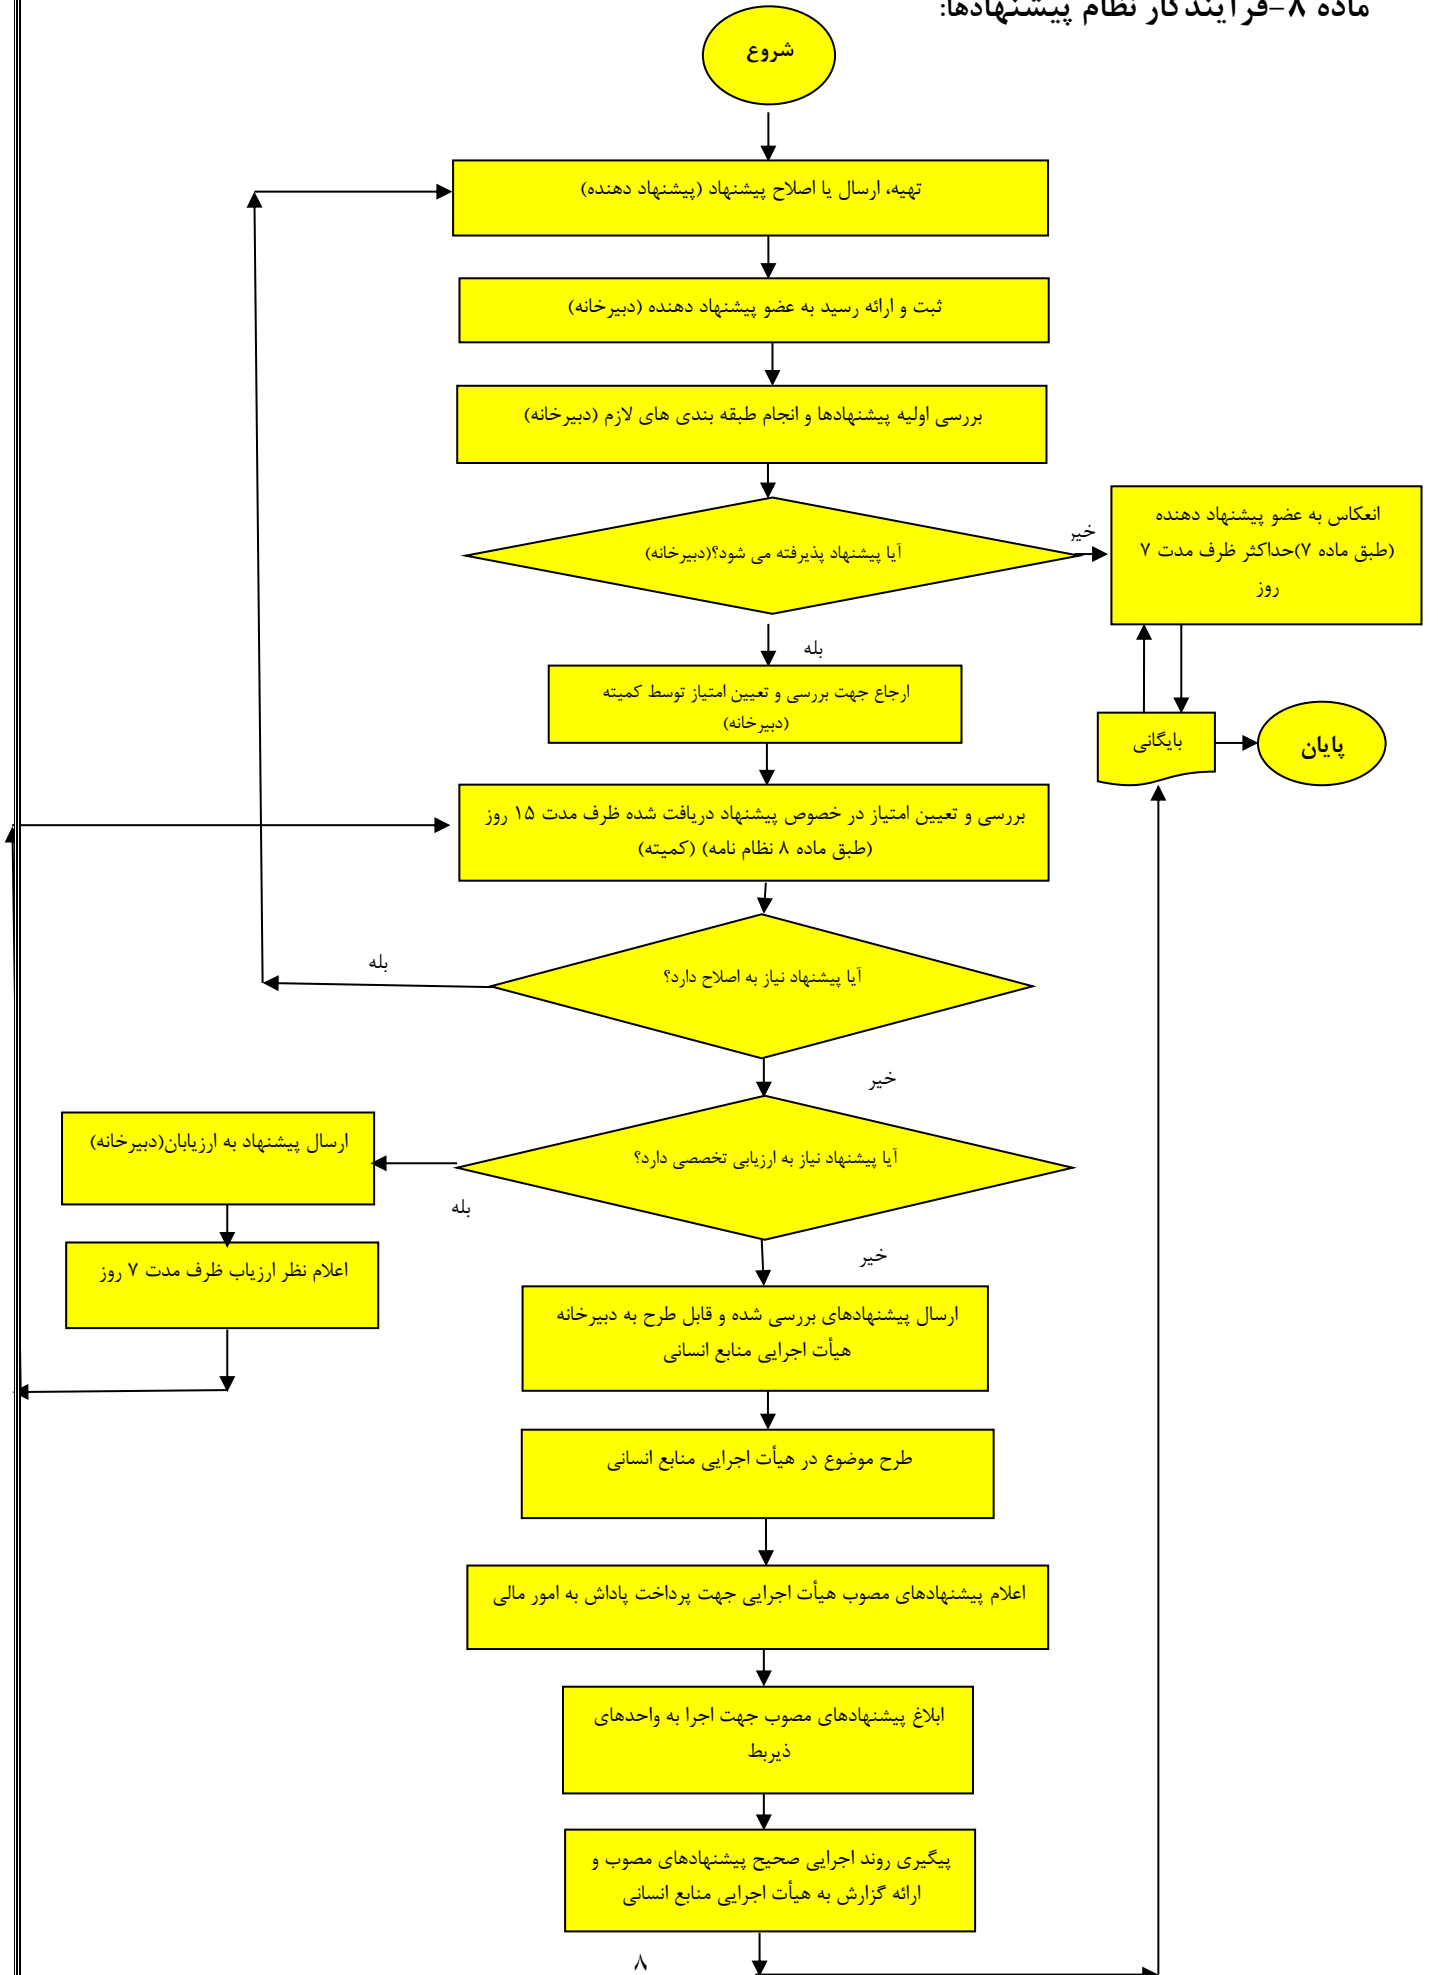 ماده ۸-فرآیندکار نظام پیشنهادها:
شروع
تهیه، ارسال یا اصلاح پیشنهاد (پیشنهاد دهنده)
ثبت و ارائه رسید به عضو پیشنهاد دهنده (دبیرخانه)
بررسی اولیه پیشنهادها و انجام طبقه بندی های لازم (دبیرخانه)
آیا پیشنهاد پذیرفته می شود؟(دبیرخانه)
خیر
انعکاس به عضو پیشنهاد دهنده
(طبق ماده ۷)حداکثر ظرف مدت ۷
روز
بله
ارجاع جهت بررسی و تعیین امتیاز توسط کمیته
(دبیرخانه)
بایگانی
پایان
بررسی و تعیین امتیاز در خصوص پیشنهاد دریافت شده ظرف مدت ۱۵ روز
(طبق ماده ۸ نظام نامه) (کمیته)
آیا پیشنهاد نیاز به اصلاح دارد؟
بله
خیر
آیا پیشنهاد نیاز به ارزیابی تخصصی دارد؟
بله
ارسال پیشنهاد به ارزیابان(دبیرخانه)
اعلام نظر ارزیاب ظرف مدت ۷ روز
خیر
ارسال پیشنهادهای بررسی شده و قابل طرح به دبیرخانه
هیأت اجرایی منابع انسانی
طرح موضوع در هیأت اجرایی منابع انسانی
اعلام پیشنهادهای مصوب هیأت اجرایی جهت پرداخت پاداش به امور مالی
ابلاغ پیشنهادهای مصوب جهت اجرا به واحدهای
ذیربط
پیگیری روند اجرایی صحیح پیشنهادهای مصوب و
ارائه گزارش به هیأت اجرایی منابع انسانی
۸